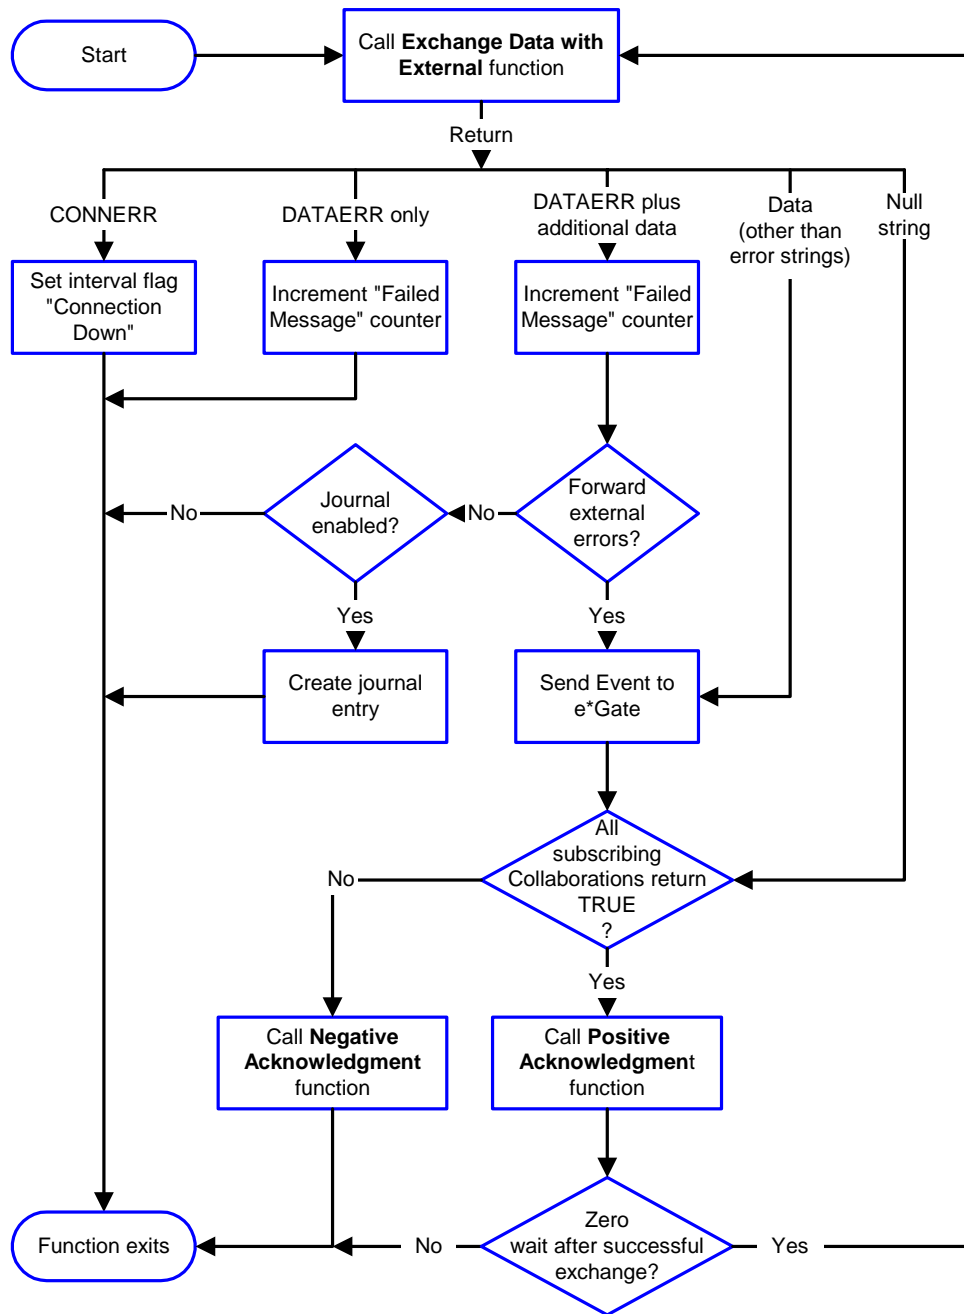 Start
Call Exchange Data with
External function
Return
CONNERR
DATAERR only
DATAERR plus
additional data
Data
(other than
error strings)
Null
string
Set interval flag
"Connection
Down"
Increment "Failed
Message" counter
Increment "Failed
Message" counter
No
Journal
enabled?
No
Forward
external
errors?
Yes
Yes
Create journal
entry
Send Event to
e*Gate
All
subscribing
Collaborations return
TRUE
?
No
Yes
Call Negative
Acknowledgment
function
Call Positive
Acknowledgment
function
Function exits
No
Zero
wait after successful
exchange?
Yes